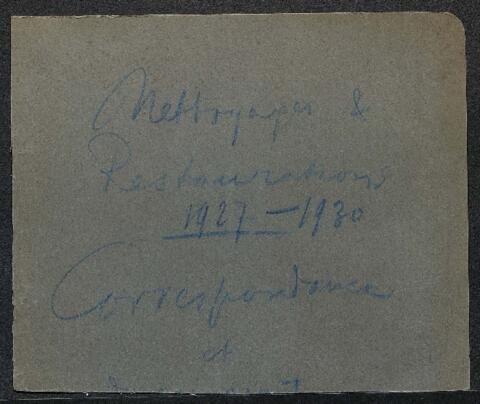 Nettoyages &
Restaurations
1927 - 1930
Correspondance
et